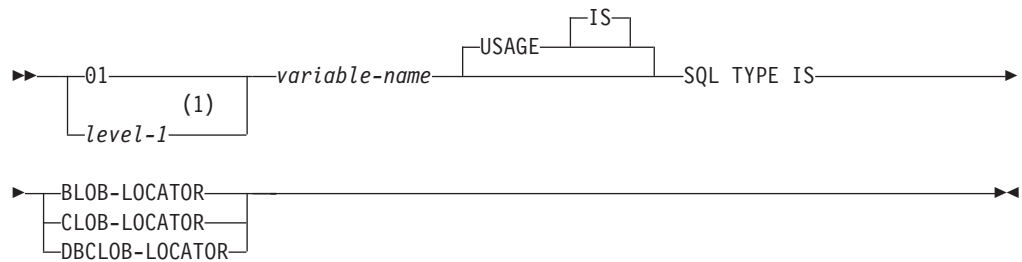 IS
USAGE
01 variable-name SQL TYPE IS
(1)
level-1
BLOB-LOCATOR
CLOB-LOCATOR
DBCLOB-LOCATOR